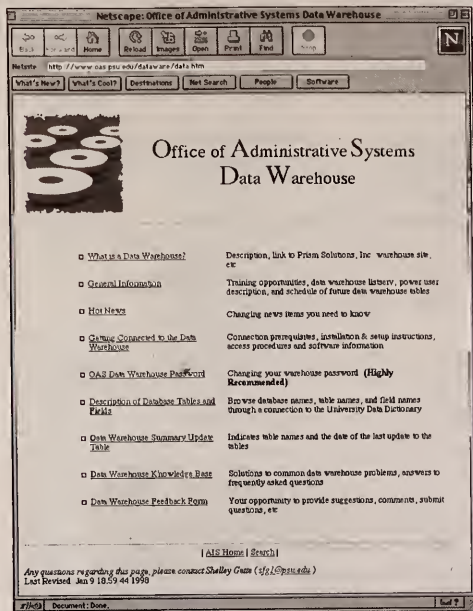 Netscape: Office of Administrative Systems Data Warehouse
Home Reload Images Open Print Find
Netsite http://www.oas.psu.edu/dataware/data.htm
What's New? What's Cool? Destinations Net Search People Software
Office of Administrative Systems
Data Warehouse
What is a Data Warehouse? Description, link to Prism Solutions, Inc warehouse site,
etc
General Information Training opportunities, data warehouse listserv, power user
description, and schedule of future data warehouse tables
Hot News Changing news items you need to know
Getting Connected to the Data Connection prerequisites, installation & setup instructions,
Warehouse access procedures and software information
OAS Data Warehouse Password Changing your warehouse password (Highly
Recommended)
Description of Database Tables and Browse database names, table names, and field names
Fields through a connection to the University Data Dictionary
Data Warehouse Summary Update Indicates table names and the date of the last update to the
Table tables
Data Warehouse Knowledge Base Solutions to common data warehouse problems, answers to
frequently asked questions
Data Warehouse Feedback Form Your opportunity to provide suggestions, comments, submit
questions, etc
| AIS Home | Search |
Any questions regarding this page, please contact Shelley
Last Revised Jan 9 18:59:44 1998
Document: Done.